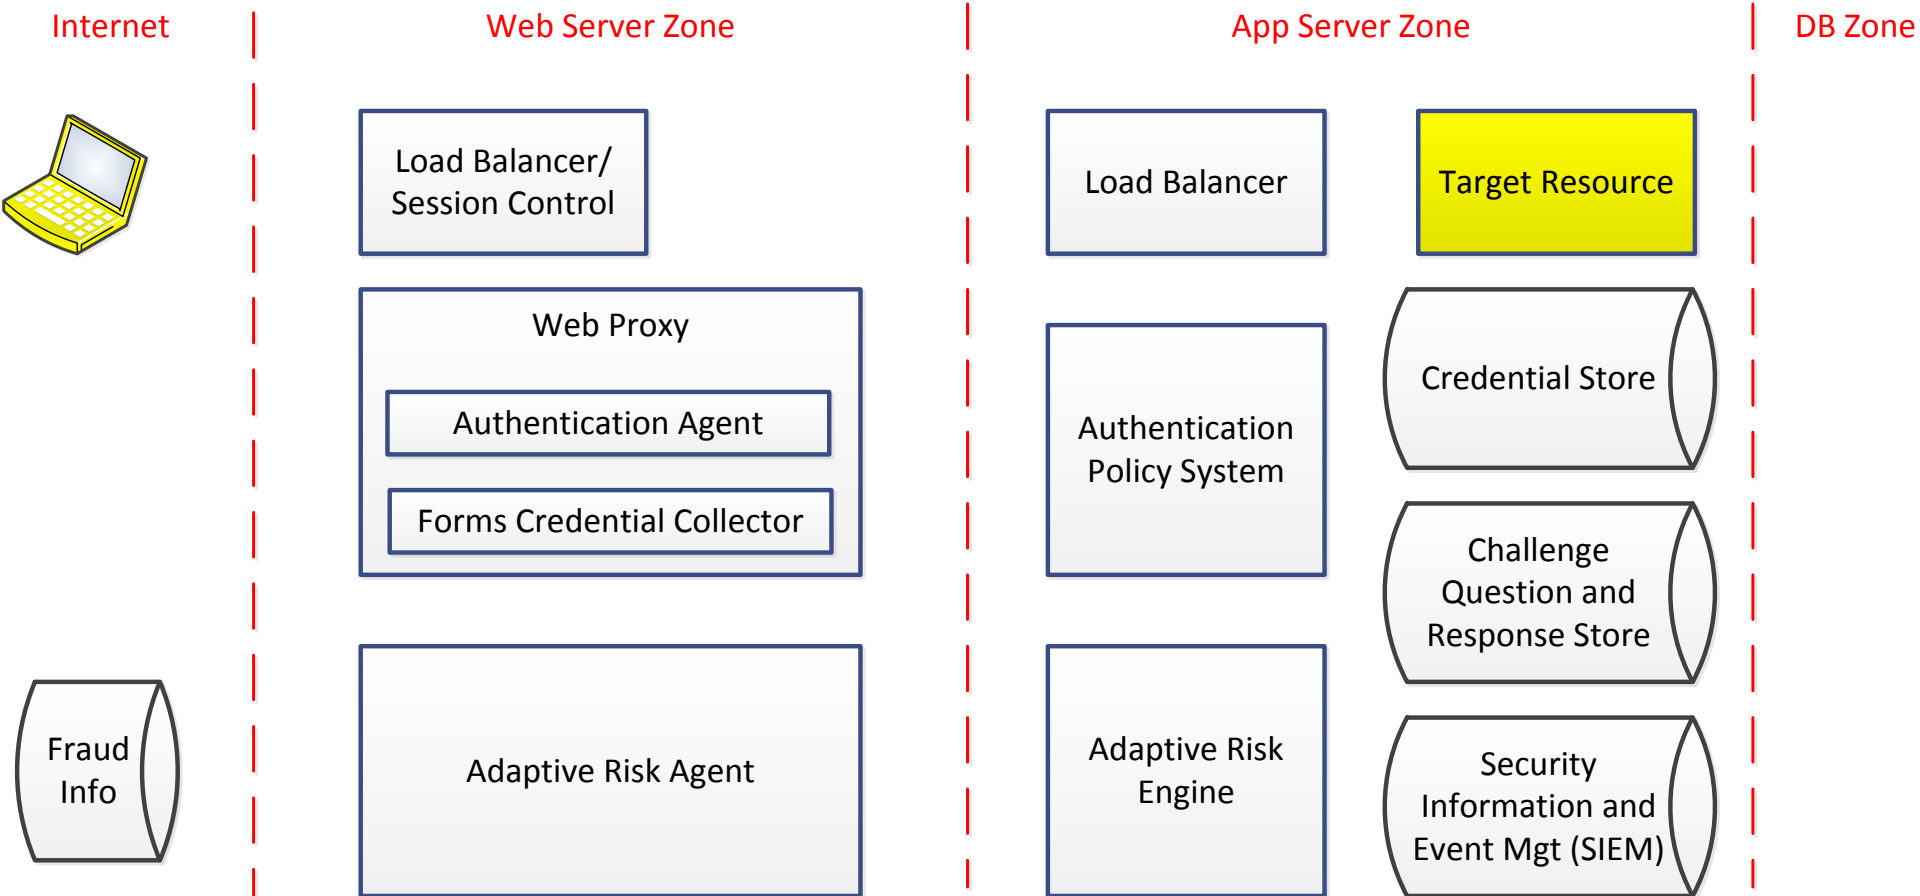 Internet
Web Server Zone
App Server Zone
DB Zone
Load Balancer/
Session Control
Load Balancer
Target Resource
Web Proxy
Authentication Agent
Forms Credential Collector
Authentication
Policy System
Credential Store
Challenge
Question and
Response Store
Fraud
Info
Adaptive Risk Agent
Adaptive Risk
Engine
Security
Information and
Event Mgt (SIEM)